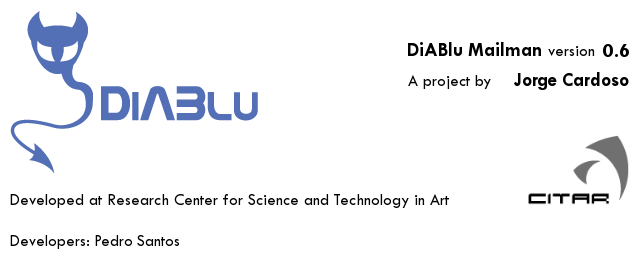 DiABlu Mailman version 0.6
A project by Jorge Cardoso
DIABLU
CITAR
Developed at Research Center for Science and Technology in Art
Developers: Pedro Santos